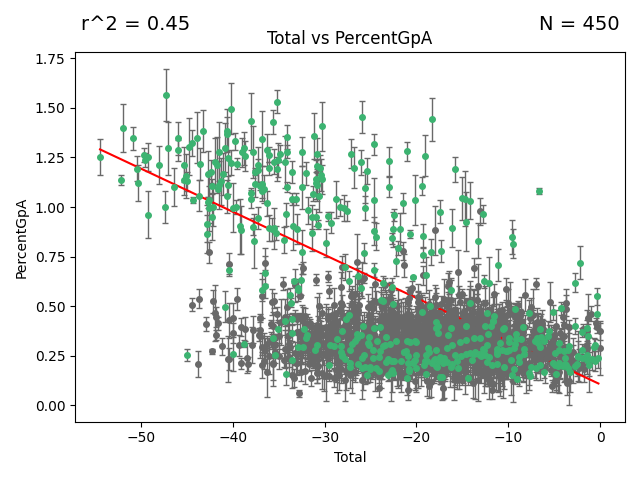 r^2 = 0.45
N = 450
Total vs PercentGpA
1.75
1.50
1.25
1.00
0.75
0.50
0.25
0.00
PercentGpA
−50
−40
−30
−20
−10
0
Total